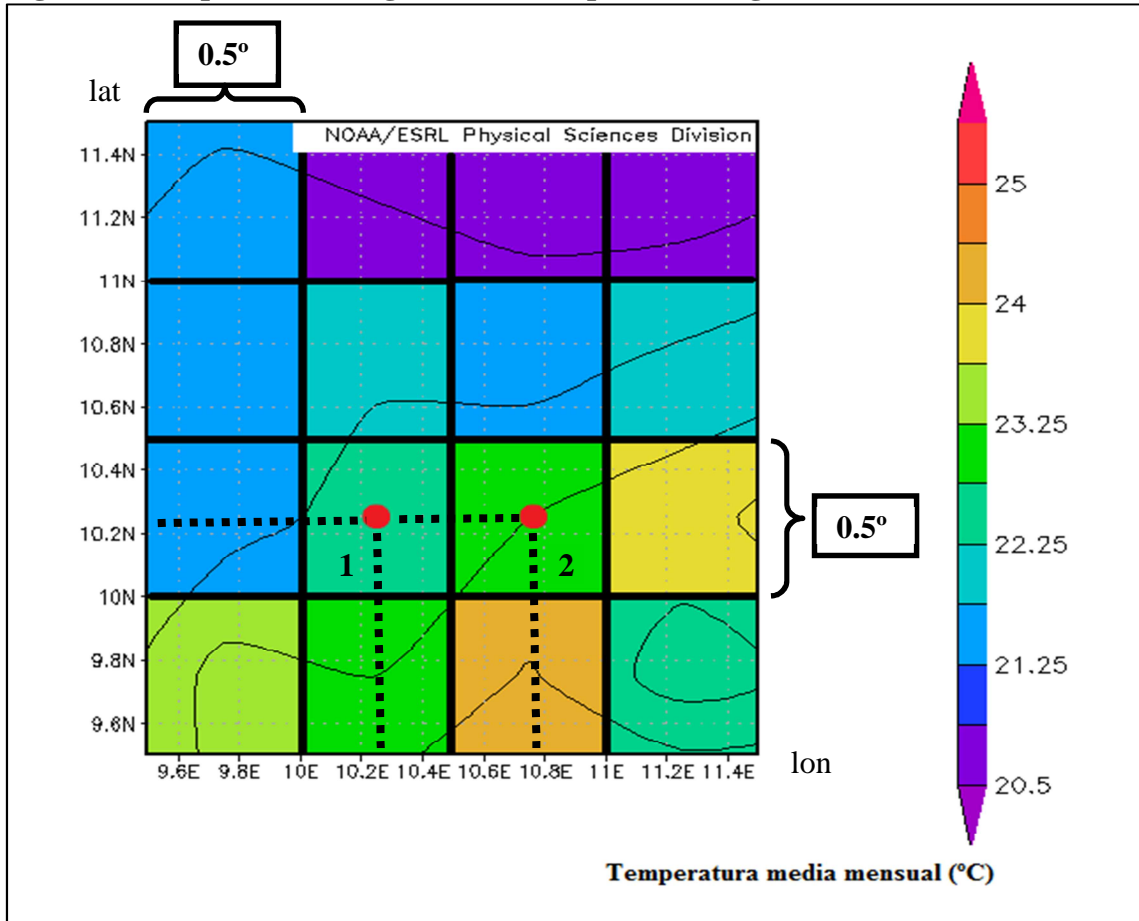 0.5º
lat
NOAA/ESRL Physical Sciences Division
11.4N
11.2N
11N
10.8N
10.6N
10.4N
10.2N
10N
9.8N
9.6N
1
2
0.5º
9.6E 9.8E 10E 10.2E 10.4E 10.6E 10.8E 11E 11.2E 11.4E
lon
25
24
23.25
22.25
21.25
20.5
Temperatura media mensual (ºC)